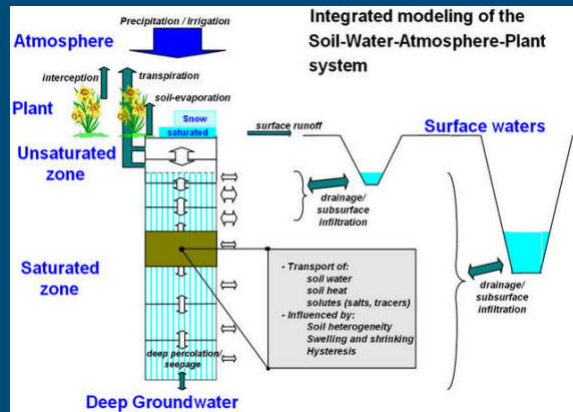 Precipitation / Irrigation
Integrated modeling of the
Soil-Water-Atmosphere-Plant
system
Atmosphere
interception
transpiration
soil-evaporation
Plant
Snow
saturated
surface runoff
Surface waters
Unsaturated
zone
drainage/
subsurface
infiltration
Saturated
zone
- Transport of:
soil water
soil heat
solutes (salts, tracers)
- Influenced by:
Soil heterogeneity
Swelling and shrinking
Hysteresis
drainage/
subsurface
infiltration
deep percolation/
seepage
Deep Groundwater